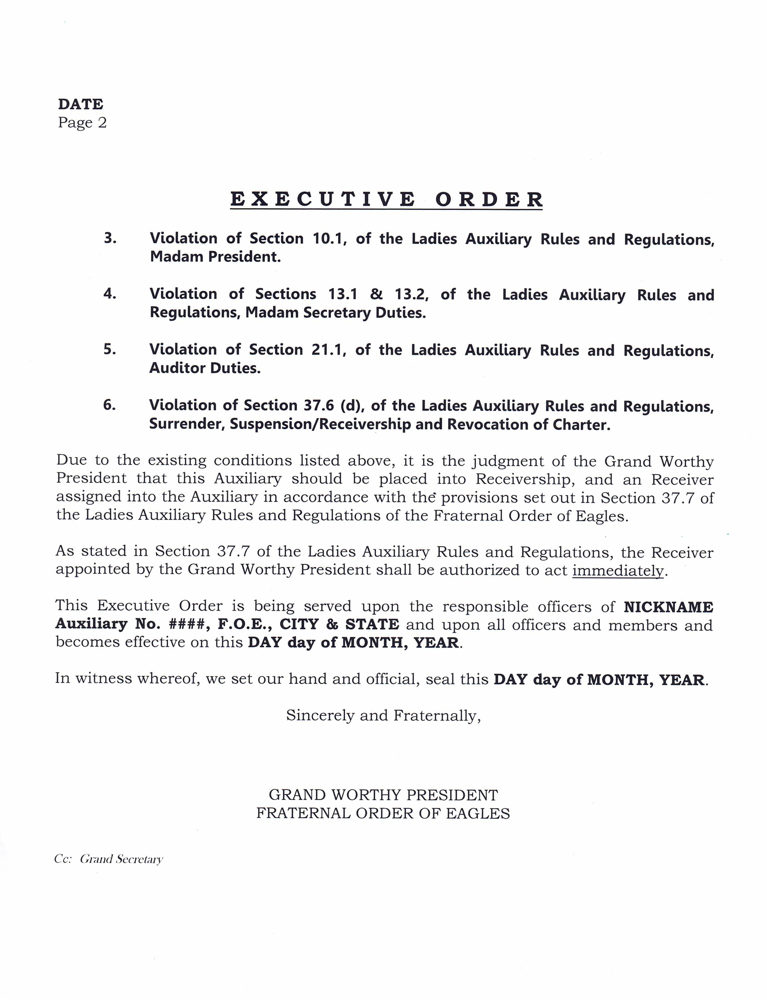 DATE
Page 2
EXECUTIVE ORDER
3. Violation of Section 10.1, of the Ladies Auxiliary Rules and Regulations,
Madam President.
4. Violation of Sections 13.1 & 13.2, of the Ladies Auxiliary Rules and
Regulations, Madam Secretary Duties.
5. Violation of Section 21.1, of the Ladies Auxiliary Rules and Regulations,
Auditor Duties.
6. Violation of Section 37.6 (d), of the Ladies Auxiliary Rules and Regulations,
Surrender, Suspension/Receivership and Revocation of Charter.
Due to the existing conditions listed above, it is the judgment of the Grand Worthy
President that this Auxiliary should be placed into Receivership, and an Receiver
assigned into the Auxiliary in accordance with the provisions set out in Section 37.7 of
the Ladies Auxiliary Rules and Regulations of the Fraternal Order of Eagles.
As stated in Section 37.7 of the Ladies Auxiliary Rules and Regulations, the Receiver
appointed by the Grand Worthy President shall be authorized to act immediately.
This Executive Order is being served upon the responsible officers of NICKNAME
Auxiliary No. ####, F.O.E., CITY & STATE and upon all officers and members and
becomes effective on this DAY day of MONTH, YEAR.
In witness whereof, we set our hand and official, seal this DAY day of MONTH, YEAR.
Sincerely and Fraternally,
GRAND WORTHY PRESIDENT
FRATERNAL ORDER OF EAGLES
Cc: Grand Secretary